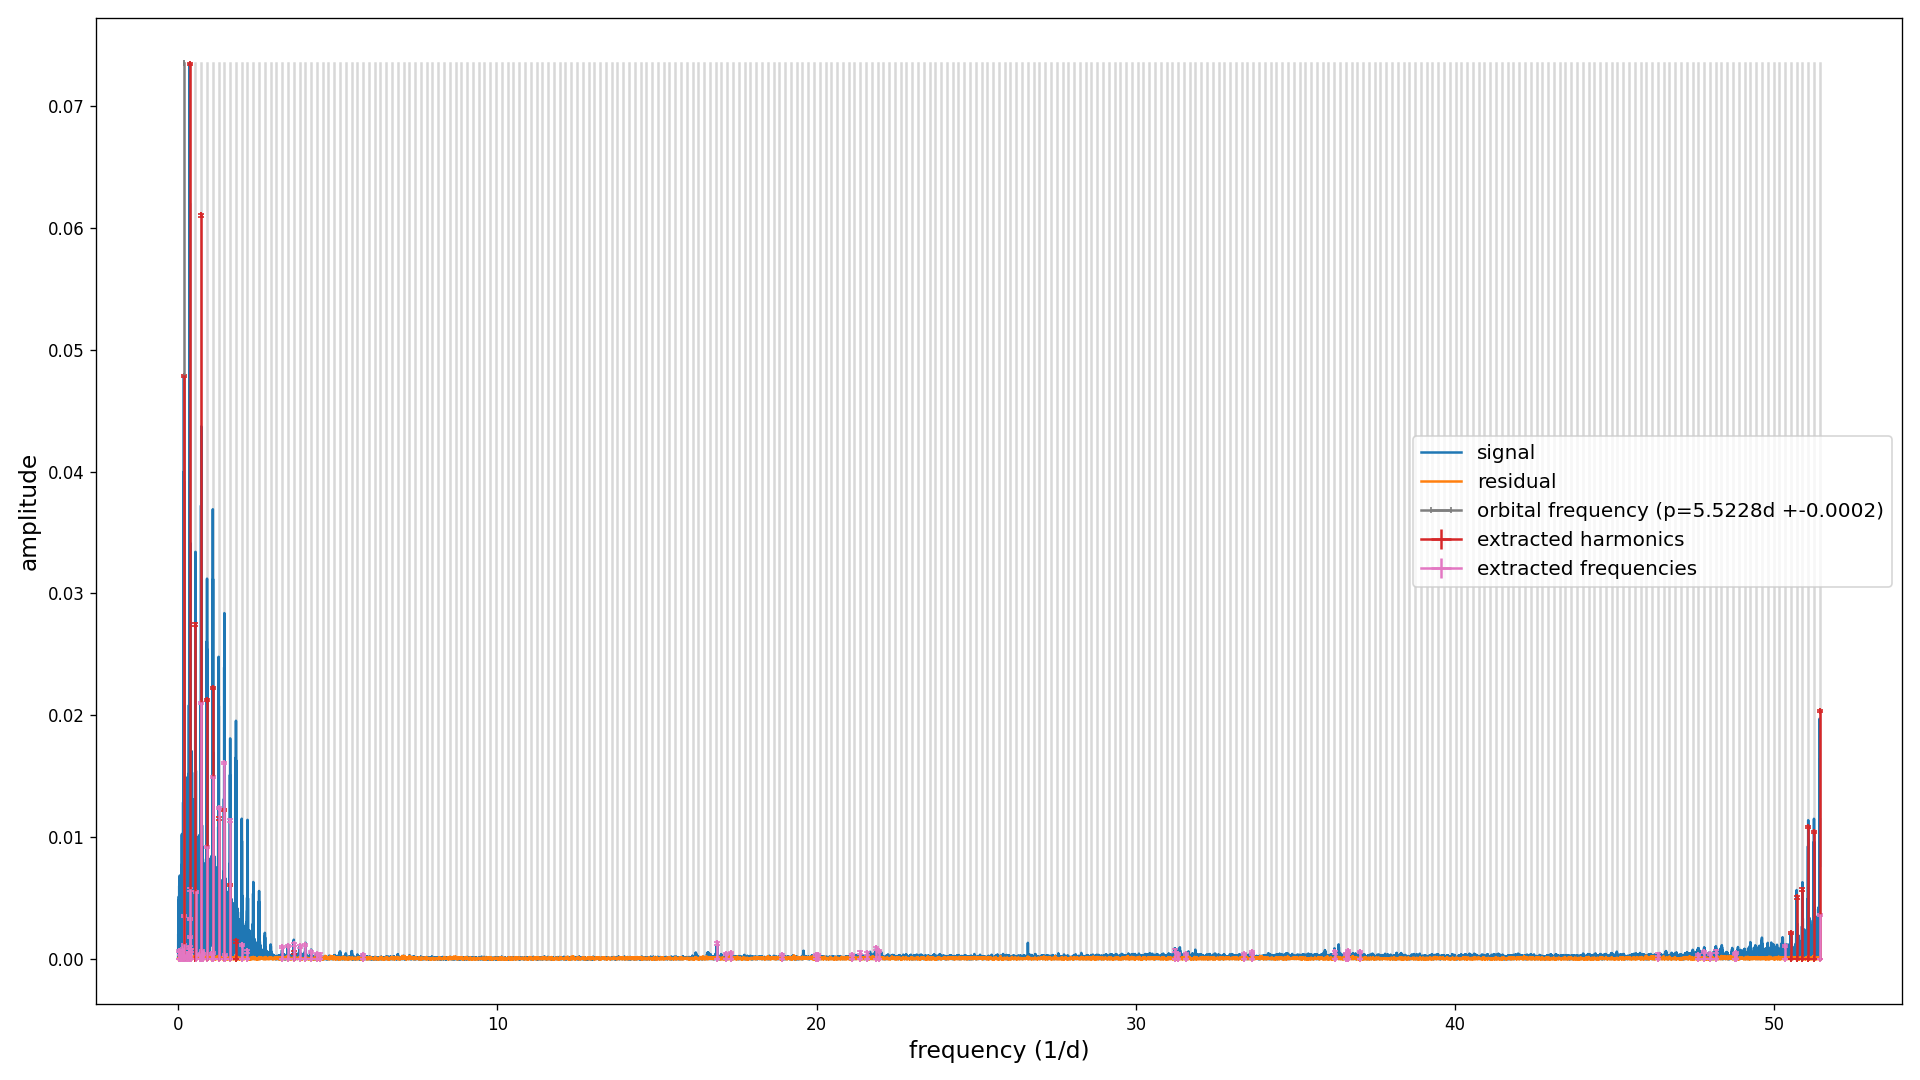 0.07
0.06
0.05
0.04
0.03
0.02
0.01
0.00
amplitude
signal
residual
orbital frequency (p=5.5228d +-0.0002)
extracted harmonics
extracted frequencies
0 10 20 30 40 50
frequency (1/d)